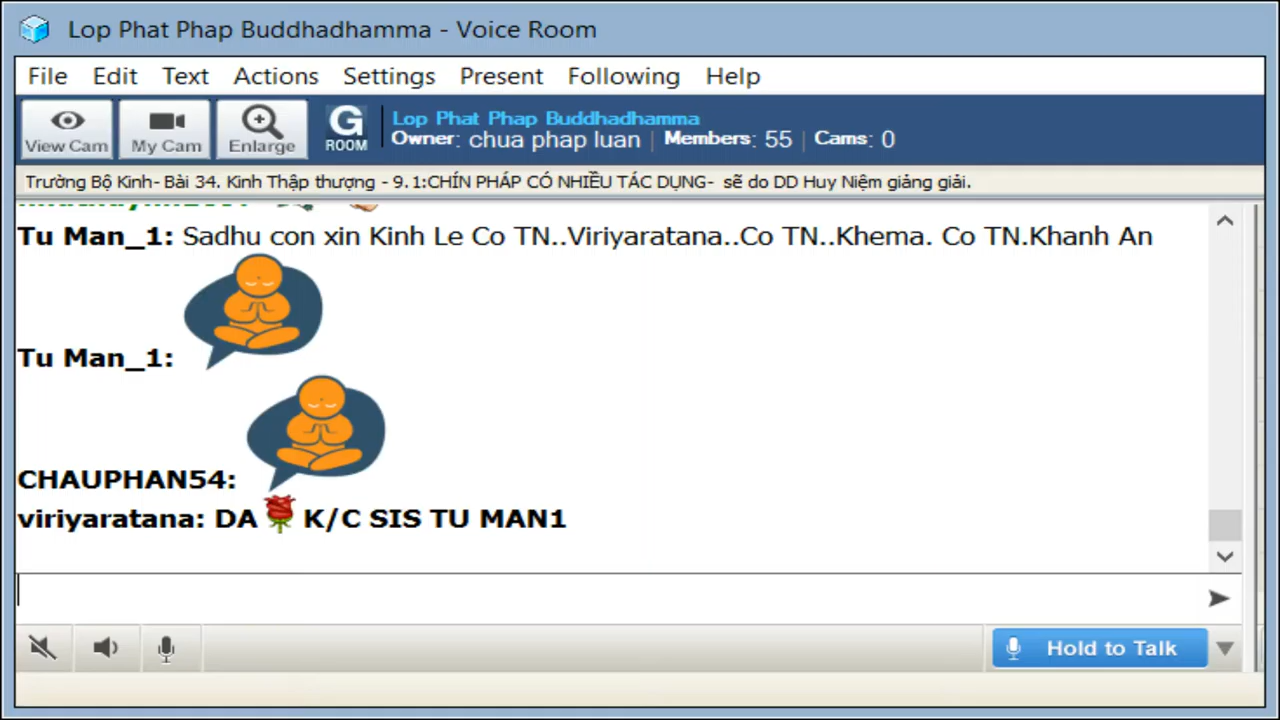 Lop Phat Phap Buddhadhamma - Voice Room
File Edit Text Actions Settings Present Following Help
View Cam My Cam Enlarge G ROOM
Lop Phat Phap Buddhadhamma
Owner: chua phap luan | Members: 55 | Cams: 0
Trường Bộ Kinh- Bài 34. Kinh Thập thượng - 9. 1:CHÍN PHÁP CÓ NHIỀU TÁC DỤNG- sẽ do DD Huy Niệm giảng giải.
Tu Man_1: Sadhu con xin Kinh Le Co TN..Viriyaratana..Co TN..Khema. Co TN.Khanh An
Tu Man_1:
CHAUPHAN54:
viriyaratana: DA K/C SIS TU MAN1
Hold to Talk